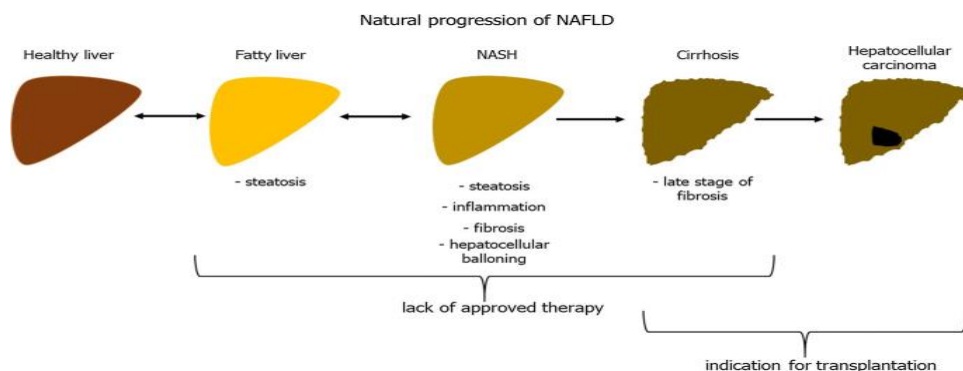 Natural progression of NAFLD
Healthy liver
Fatty liver
NASH
Cirrhosis
Hepatocellular
carcinoma
- steatosis
- steatosis
- inflammation
- fibrosis
- hepatocellular
balloning
- late stage of
fibrosis
lack of approved therapy
indication for transplantation